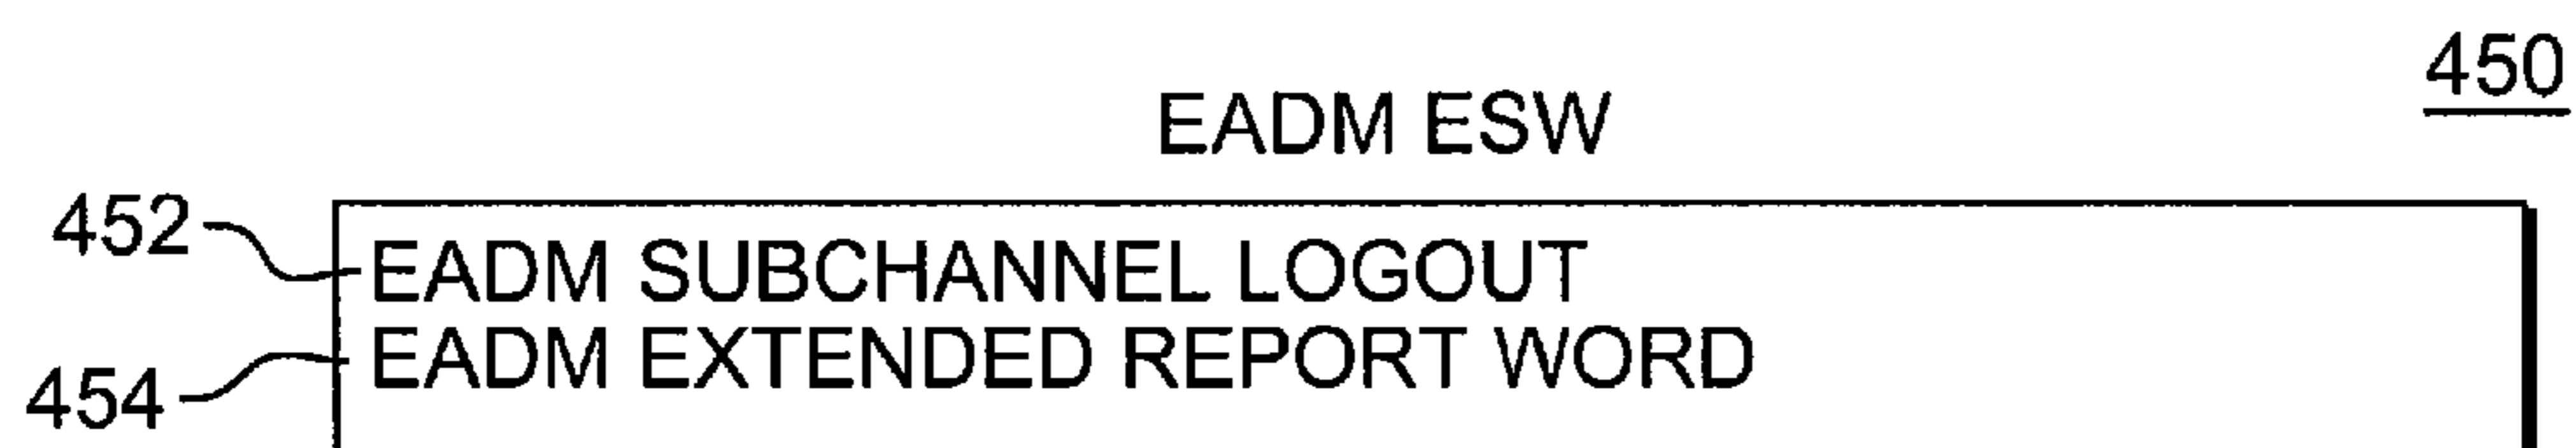 450
EADM ESW
452 EADM SUBCHANNEL LOGOUT
454 EADM EXTENDED REPORT WORD